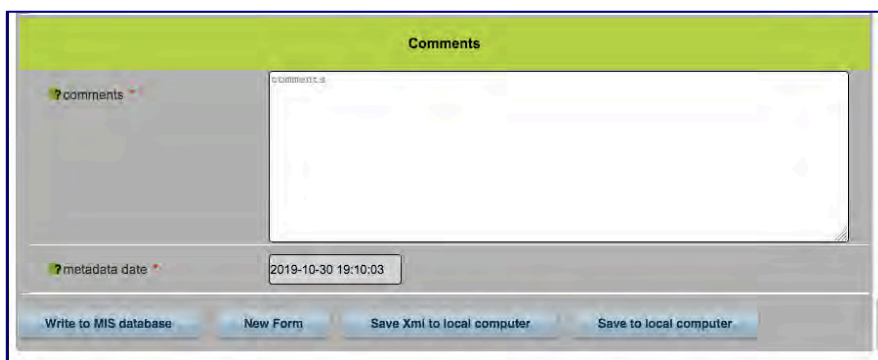 Comments
?comments *
comments
?metadata date *
2019-10-30 19:10:03
Write to MIS database New Form Save Xml to local computer Save to local computer